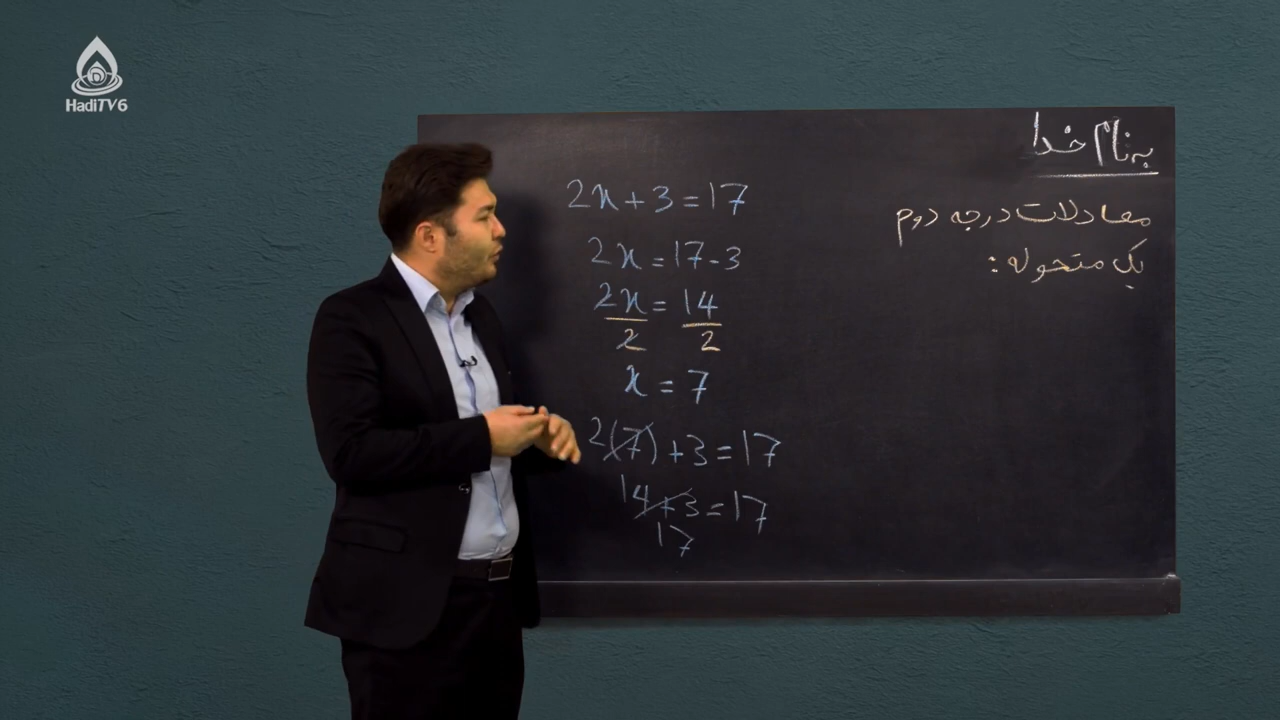 HadiTV6
به نام خدا
معادلات درجه دوم
یک متحوله:
2x+3=17
2x=17-3
2x/2=14/2
x=7
2(7)+3=17
14+3=17
17